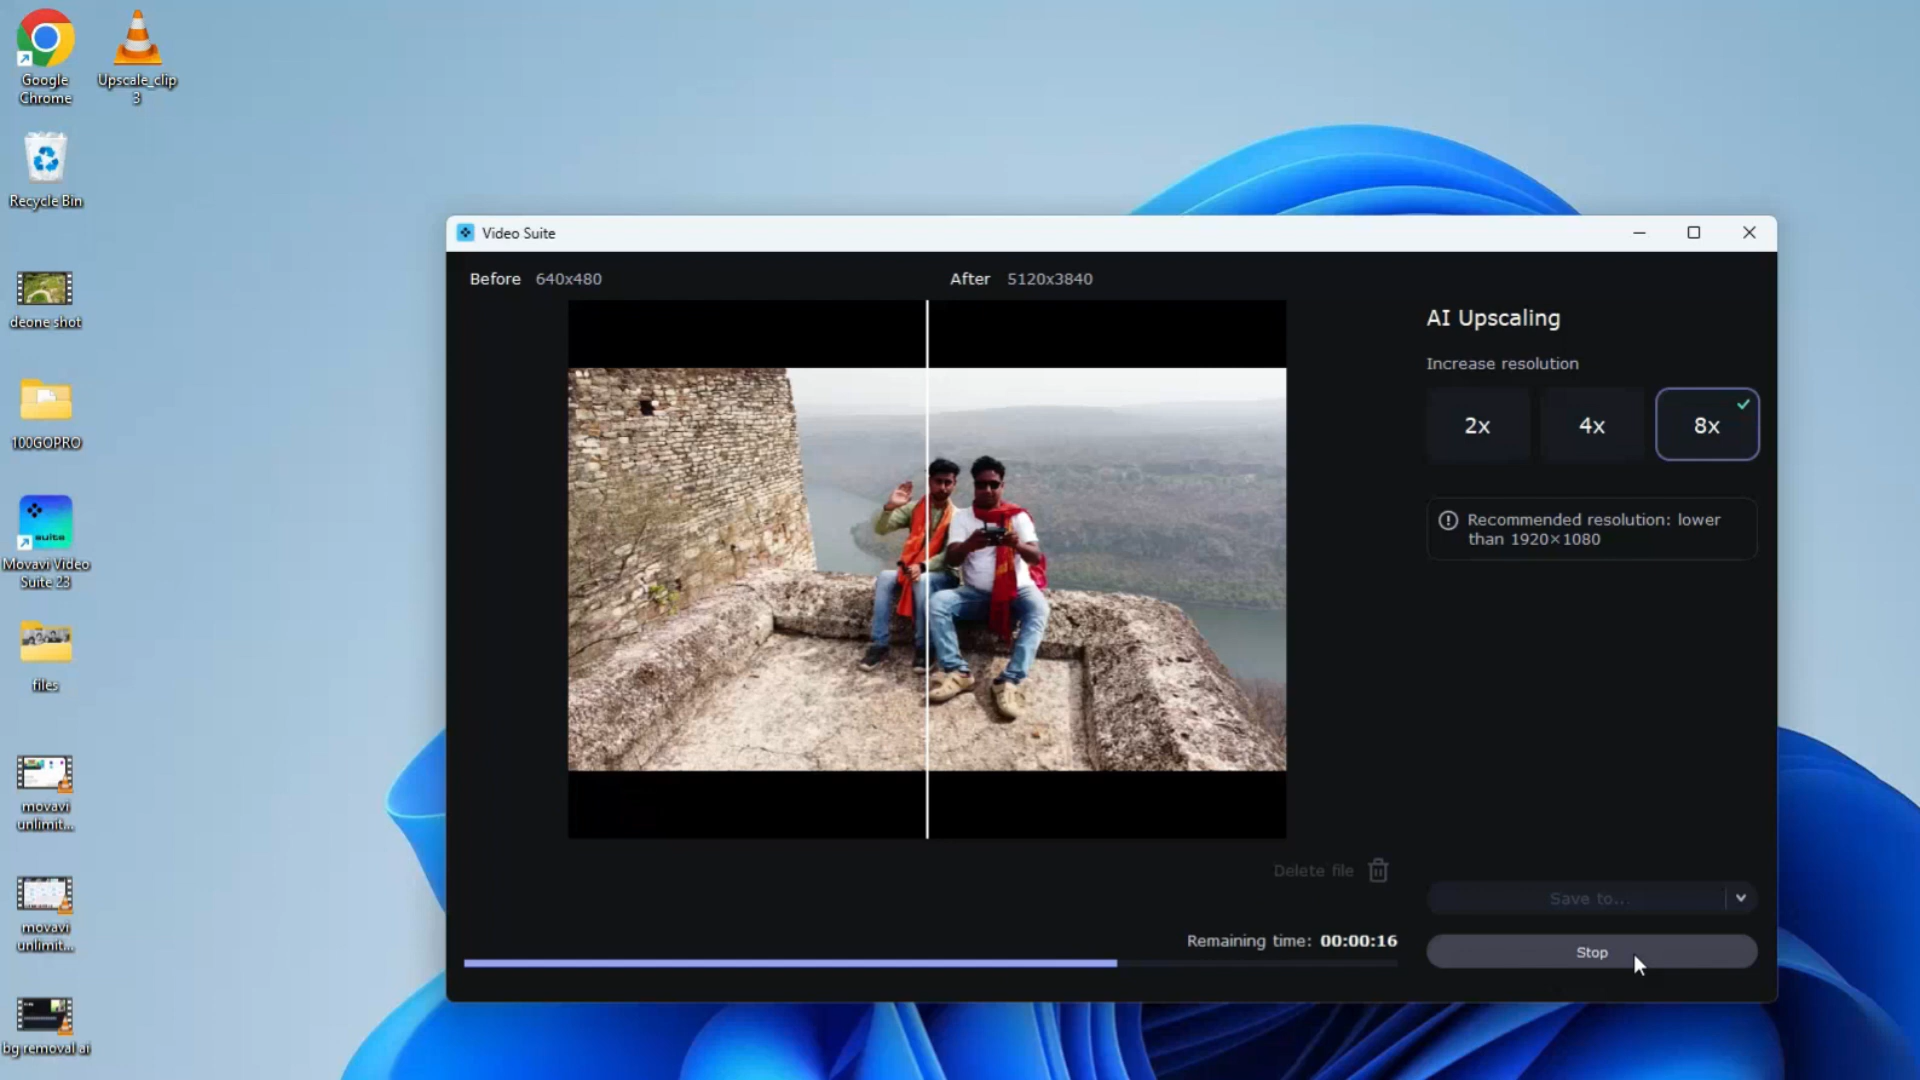 Google
Chrome
Upscale_clip
3
Recycle Bin
deone shot
100GOPRO
suite
Movavi Video
Suite 23
files
movavi
unlimit...
movavi
unlimit...
bg removal ai
Video Suite
Before 640x480
After 5120x3840
AI Upscaling
Increase resolution
2x
4x
8x
Recommended resolution: lower
than 1920×1080
Delete file
Save to...
Remaining time: 00:00:16
Stop